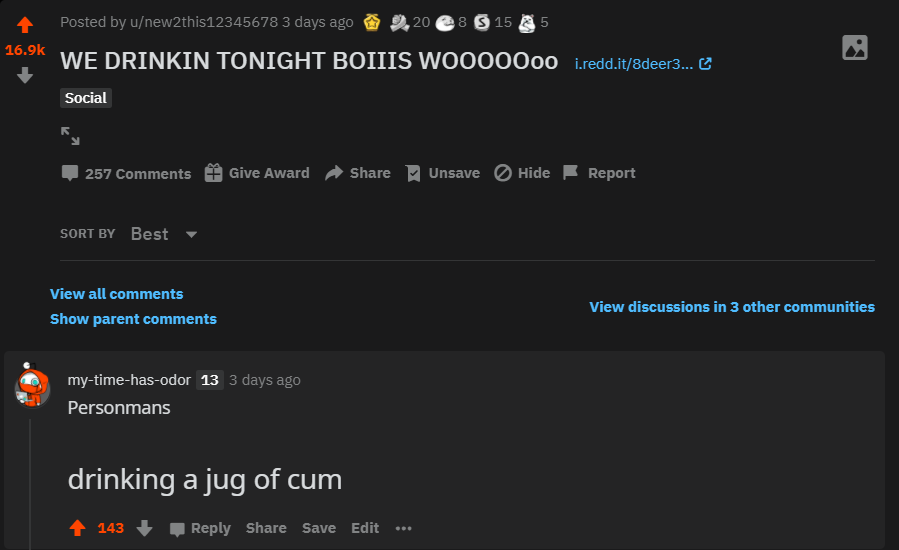 Posted by u/new2this12345678 3 days ago 20 8 S 15 5
16.9k
WE DRINKIN TONIGHT BOIIIS WOOOOOoo i.redd.it/8deer3...
Social
257 Comments Give Award Share Unsave Hide Report
SORT BY Best
View all comments
View discussions in 3 other communities
Show parent comments
my-time-has-odor 13 3 days ago
Personmans
drinking a jug of cum
143 Reply Share Save Edit ...